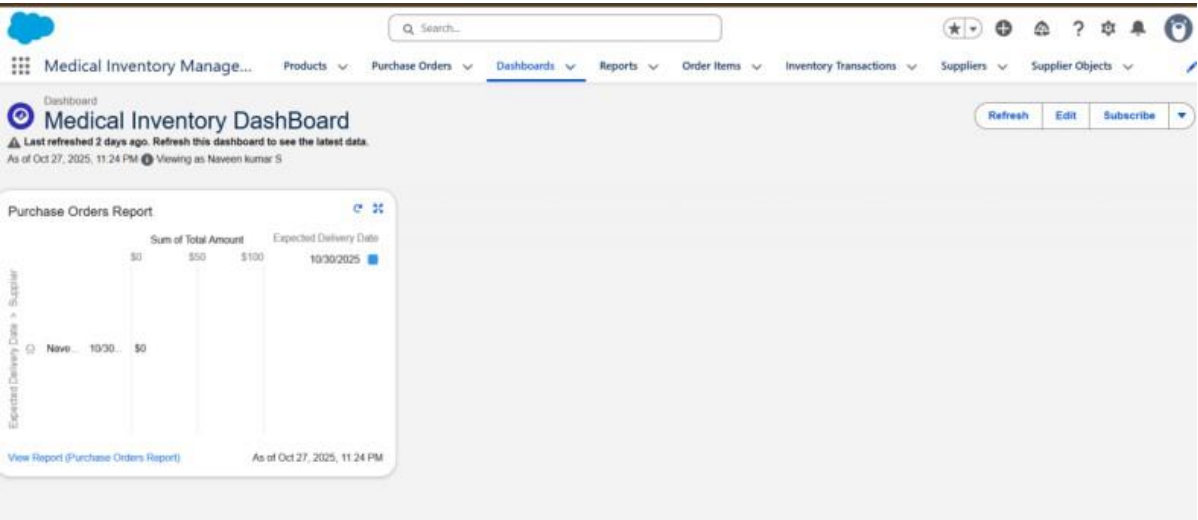 Search...
Medical Inventory Manage... Products Purchase Orders Dashboards Reports Order Items Inventory Transactions Suppliers Supplier Objects
Dashboard
Medical Inventory DashBoard
Last refreshed 2 days ago. Refresh this dashboard to see the latest data.
As of Oct 27, 2025, 11:24 PM Viewing as Naveen kumar S
Refresh Edit Subscribe
Purchase Orders Report
Sum of Total Amount Expected Delivery Date
$0 $50 $100 10/30/2025
Expected Delivery Date > Supplier
Nave... 10/30... $0
View Report (Purchase Orders Report) As of Oct 27, 2025, 11:24 PM